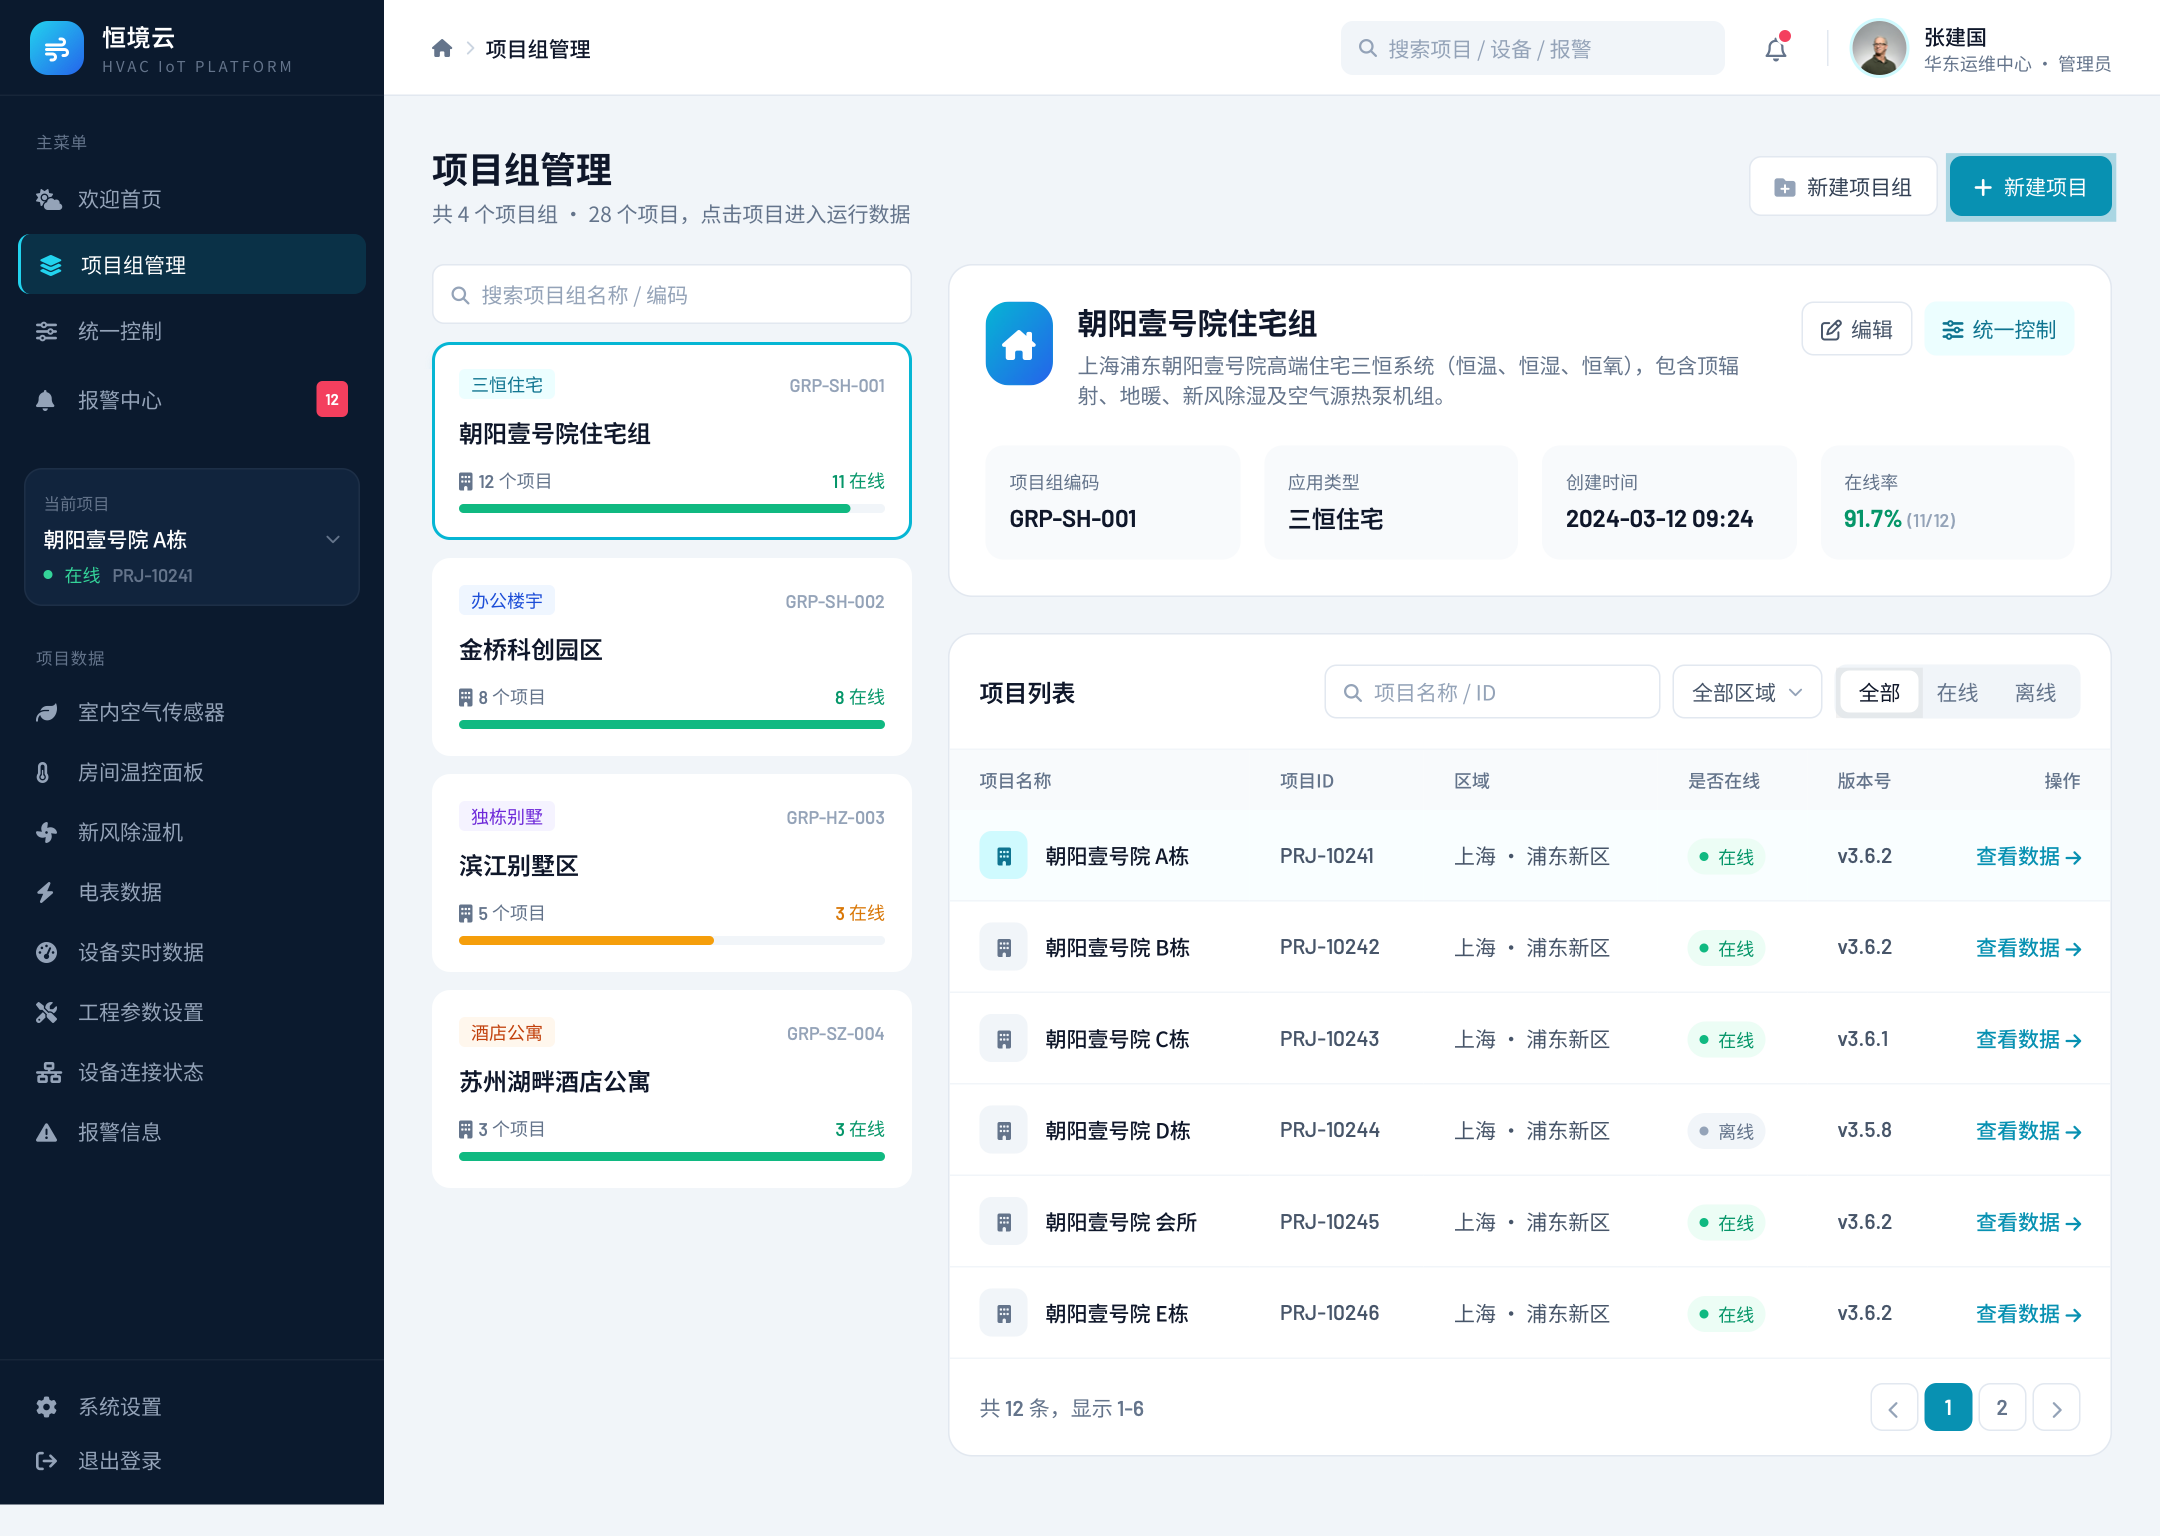 恒境云
HVAC IoT PLATFORM
主菜单
欢迎首页
项目组管理
统一控制
报警中心
12
当前项目
朝阳壹号院 A栋
在线 PRJ-10241
项目数据
室内空气传感器
房间温控面板
新风除湿机
电表数据
设备实时数据
工程参数设置
设备连接状态
报警信息
系统设置
退出登录
项目组管理
搜索项目 / 设备 / 报警
张建国
华东运维中心 • 管理员
项目组管理
共 4 个项目组 • 28 个项目，点击项目进入运行数据
新建项目组
新建项目
搜索项目组名称 / 编码
三恒住宅 GRP-SH-001
朝阳壹号院住宅组
12 个项目 11 在线
办公楼宇 GRP-SH-002
金桥科创园区
8 个项目 8 在线
独栋别墅 GRP-HZ-003
滨江别墅区
5 个项目 3 在线
酒店公寓 GRP-SZ-004
苏州湖畔酒店公寓
3 个项目 3 在线
朝阳壹号院住宅组
上海浦东朝阳壹号院高端住宅三恒系统（恒温、恒湿、恒氧），包含顶辐
射、地暖、新风除湿及空气源热泵机组。
编辑
统一控制
项目组编码
GRP-SH-001
应用类型
三恒住宅
创建时间
2024-03-12 09:24
在线率
91.7% (11/12)
项目列表
项目名称 / ID
全部区域
全部 在线 离线
项目名称 项目ID 区域 是否在线 版本号 操作
朝阳壹号院 A栋 PRJ-10241 上海 • 浦东新区 在线 v3.6.2 查看数据
朝阳壹号院 B栋 PRJ-10242 上海 • 浦东新区 在线 v3.6.2 查看数据
朝阳壹号院 C栋 PRJ-10243 上海 • 浦东新区 在线 v3.6.1 查看数据
朝阳壹号院 D栋 PRJ-10244 上海 • 浦东新区 离线 v3.5.8 查看数据
朝阳壹号院 会所 PRJ-10245 上海 • 浦东新区 在线 v3.6.2 查看数据
朝阳壹号院 E栋 PRJ-10246 上海 • 浦东新区 在线 v3.6.2 查看数据
共 12 条，显示 1-6
1 2